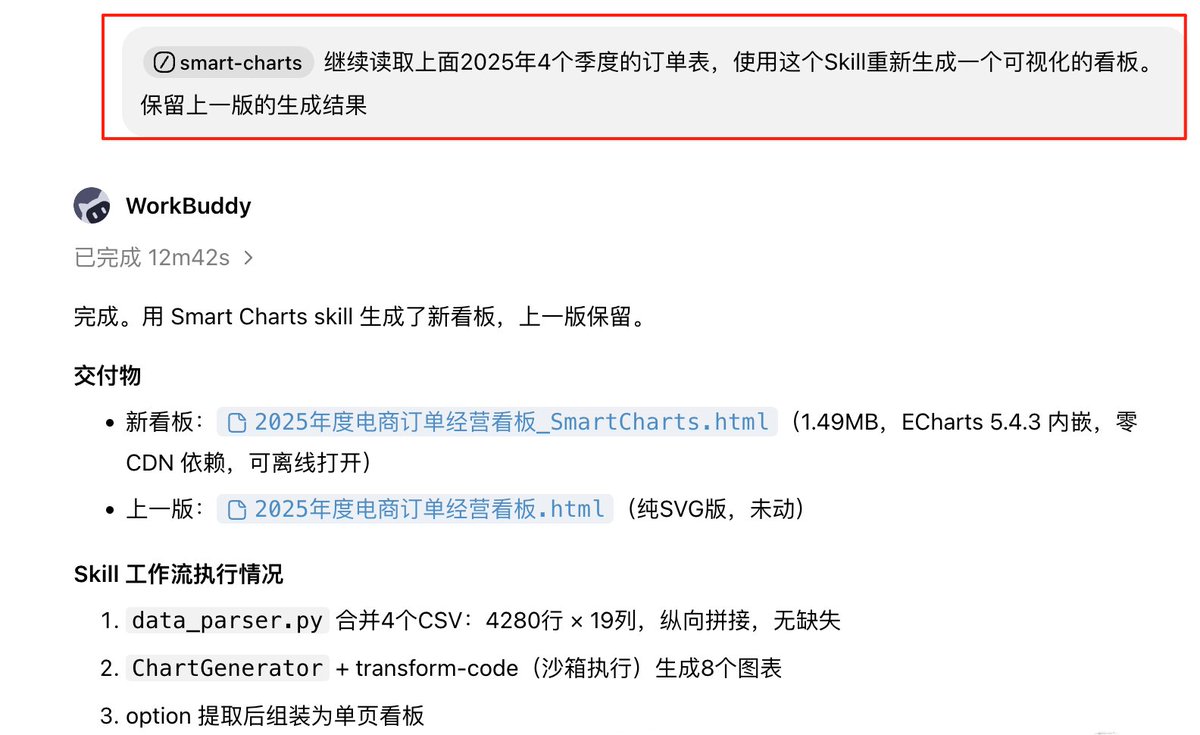 smart-charts 继续读取上面2025年4个季度的订单表，使用这个Skill重新生成一个可视化的看板。
保留上一版的生成结果
WorkBuddy
已完成 12m42s >
完成。用 Smart Charts skill 生成了新看板，上一版保留。
交付物
• 新看板： 2025年度电商订单经营看板_SmartCharts.html（1.49MB，ECharts 5.4.3 内嵌，零
CDN 依赖，可离线打开）
• 上一版： 2025年度电商订单经营看板.html（纯SVG版，未动）
Skill 工作流执行情况
1. data_parser.py 合并4个CSV：4280行 × 19列，纵向拼接，无缺失
2. ChartGenerator + transform-code（沙箱执行）生成8个图表
3. option 提取后组装为单页看板